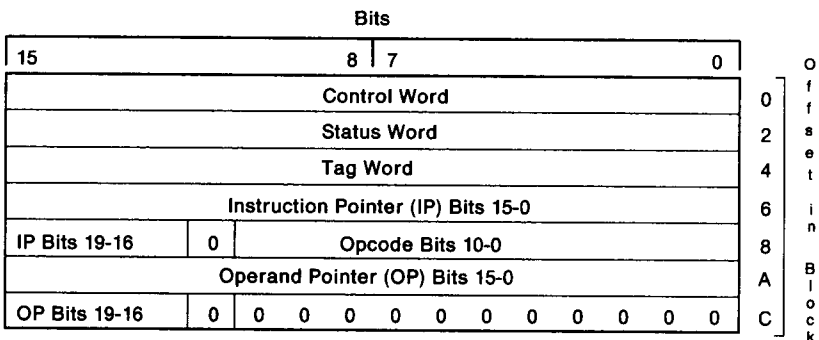 Bits
15 8 7 0
Control Word 0
Status Word 2
Tag Word 4
Instruction Pointer (IP) Bits 15-0 6
IP Bits 19-16 0 Opcode Bits 10-0 8
Operand Pointer (OP) Bits 15-0 A
OP Bits 19-16 0 0 0 0 0 0 0 0 0 0 0 0 C
Offset in Block